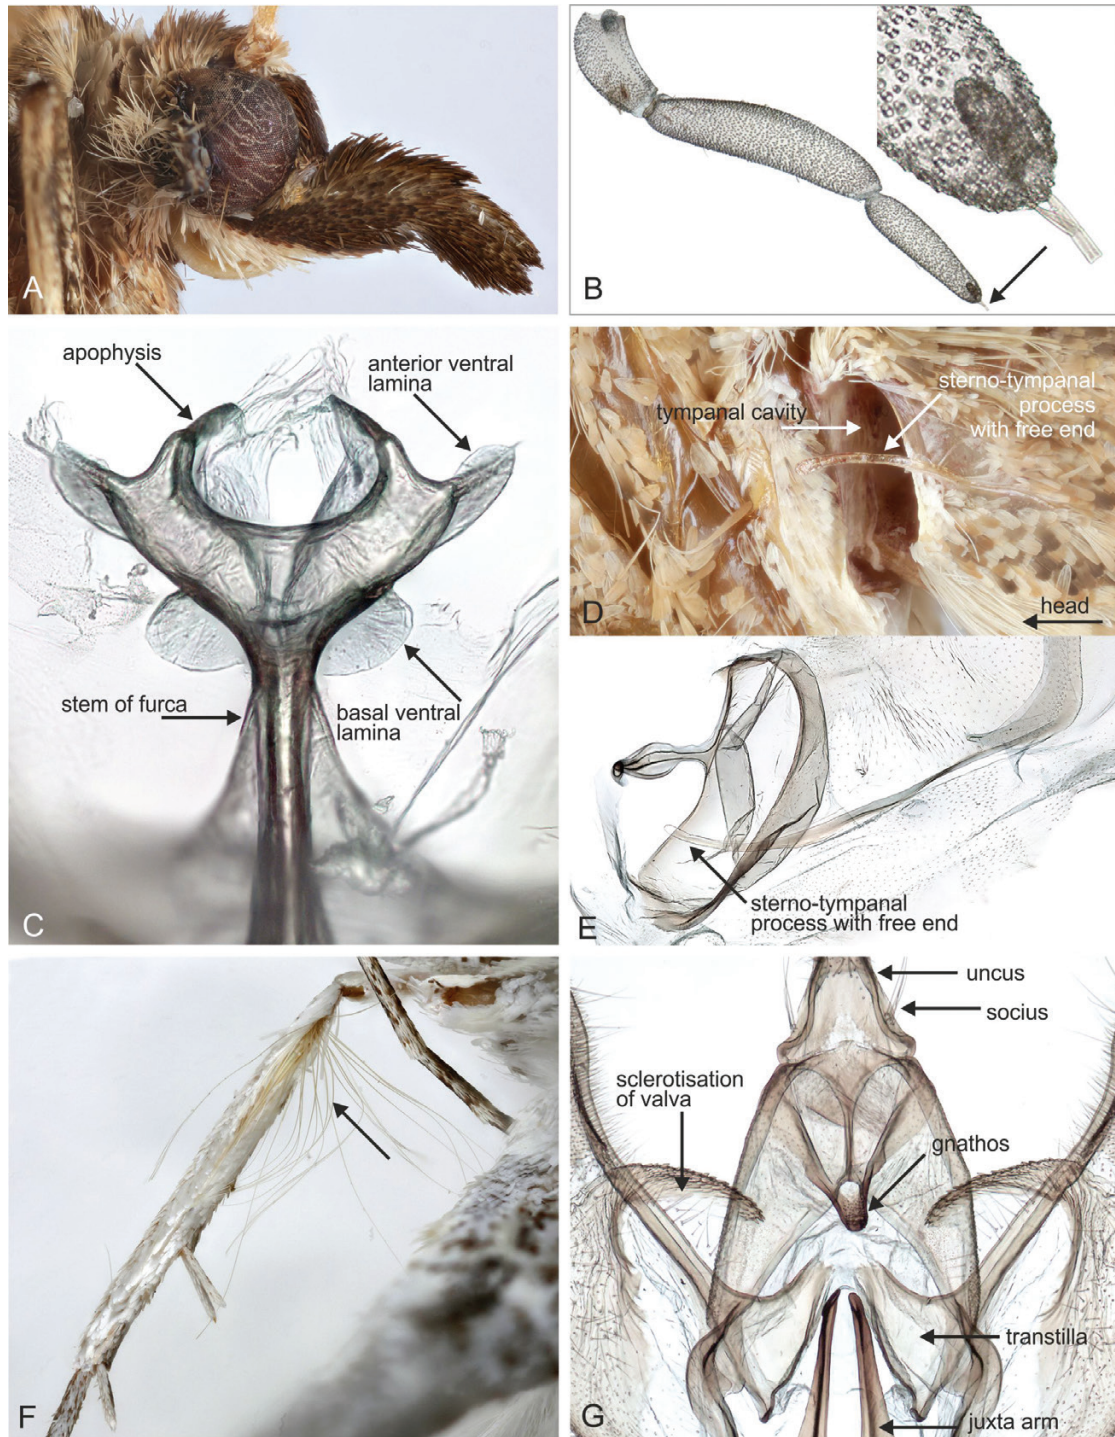 A
B
apophysis
anterior ventral
lamina
stem of furca
basal ventral
lamina
C
tympanal cavity
sterno-tympanal
process
with free end
head
D
sterno-tympanal
process with free end
E
F
uncus
socius
sclerotisation
of valva
gnathos
transtilla
juxta arm
G